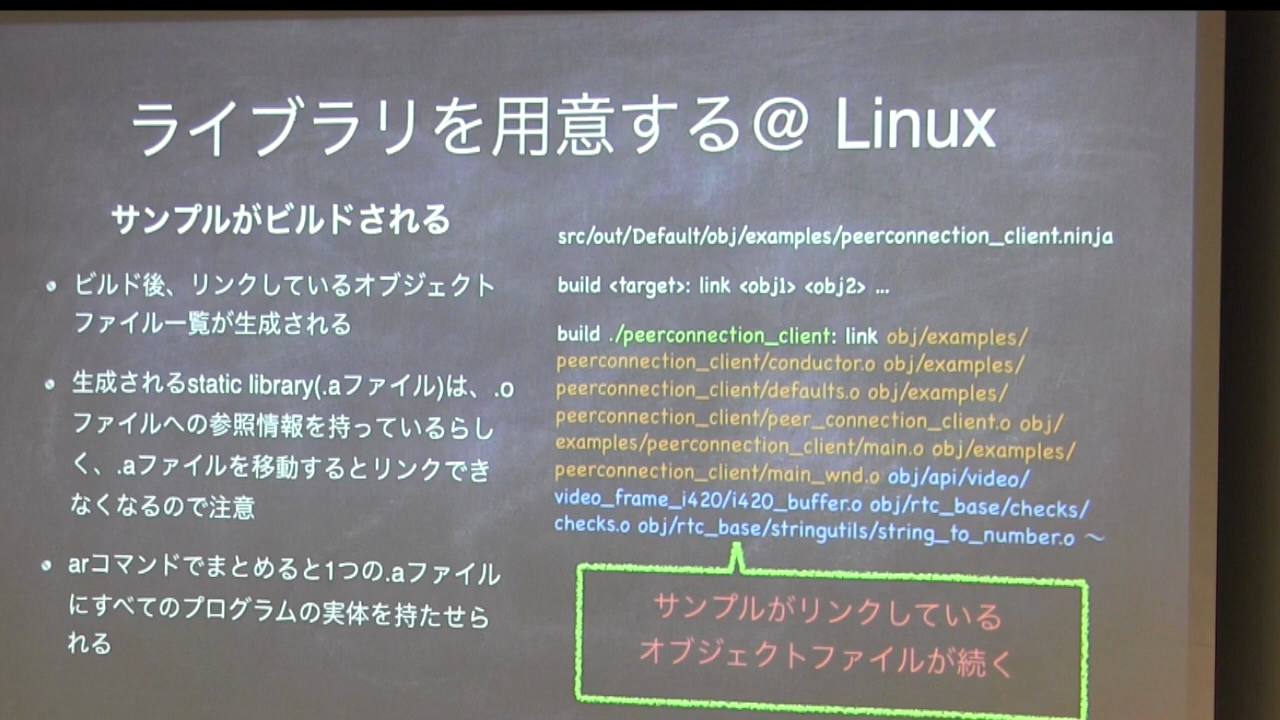 ライブラリを用意する@ Linux
サンプルがビルドされる
ビルド後、リンクしているオブジェクト
ファイル一覧が生成される
生成されるstatic library(.aファイル)は、.o
ファイルへの参照情報を持っているらし
く、.aファイルを移動するとリンクでき
なくなるので注意
arコマンドでまとめると1つの.aファイル
にすべてのプログラムの実体を持たせら
れる
src/out/Default/obj/examples/peerconnection_client.ninja
build <target>: link <obj1> <obj2> ...
build ./peerconnection_client: link obj/examples/
peerconnection_client/conductor.o obj/examples/
peerconnection_client/defaults.o obj/examples/
peerconnection_client/peer_connection_client.o obj/
examples/peerconnection_client/main.o obj/examples/
peerconnection_client/main_wnd.o obj/api/video/
video_frame_i420/i420_buffer.o obj/rtc_base/checks/
checks.o obj/rtc_base/stringutils/string_to_number.o ～
サンプルがリンクしている
オブジェクトファイルが続く